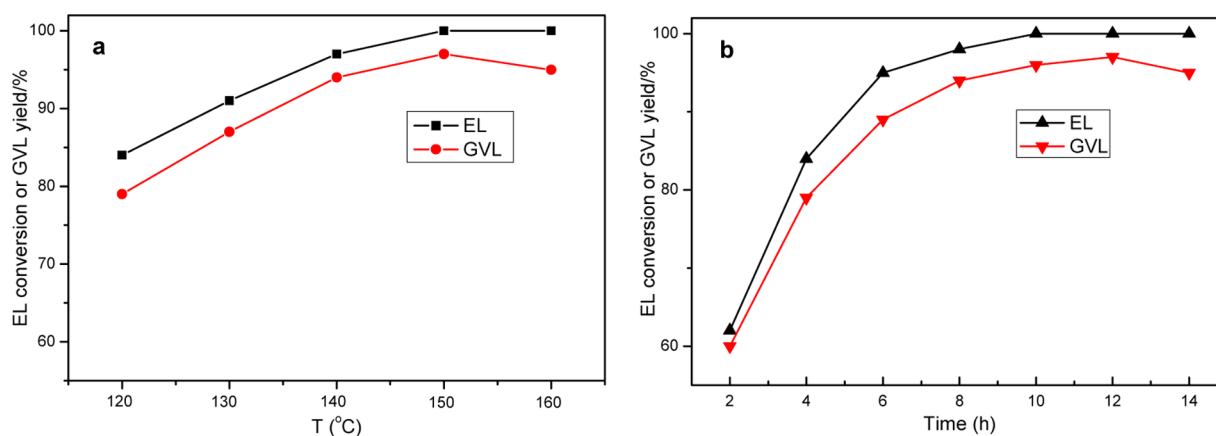 a
EL conversion or GVL yield/%
100
90
80
70
60
EL
GVL
120
130
140
150
160
T (°C)
b
EL conversion or GVL yield/%
100
80
60
EL
GVL
2
4
6
8
10
12
14
Time (h)